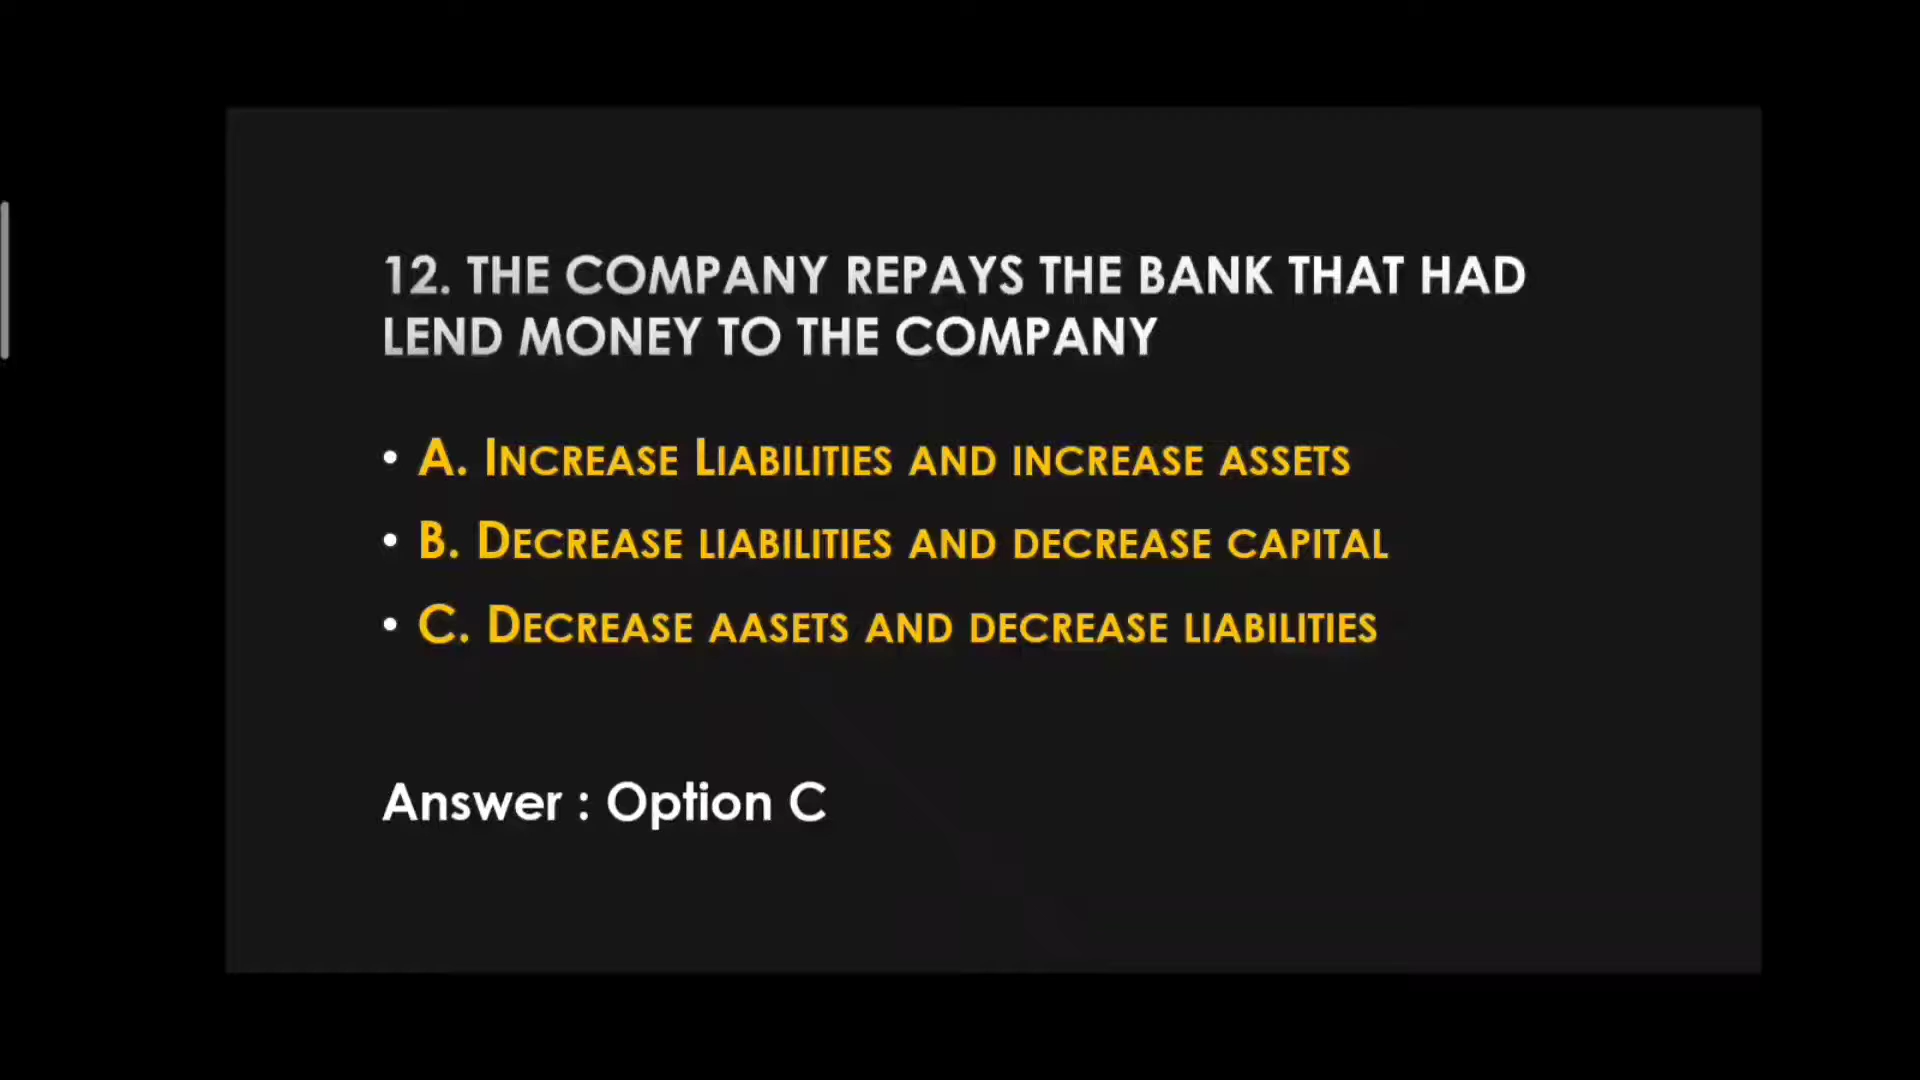 12. THE COMPANY REPAYS THE BANK THAT HAD
LEND MONEY TO THE COMPANY
• A. INCREASE LIABILITIES AND INCREASE ASSETS
• B. DECREASE LIABILITIES AND DECREASE CAPITAL
• C. DECREASE AASETS AND DECREASE LIABILITIES
Answer : Option C